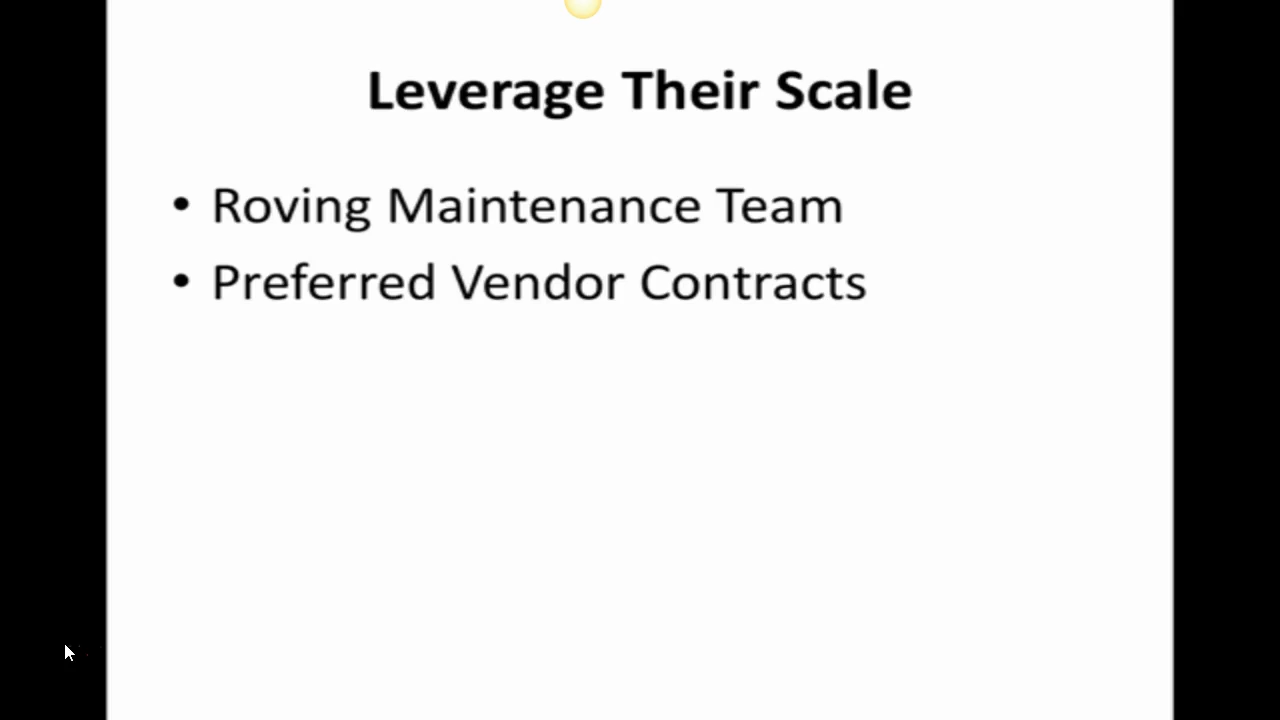 Leverage Their Scale
• Roving Maintenance Team
• Preferred Vendor Contracts